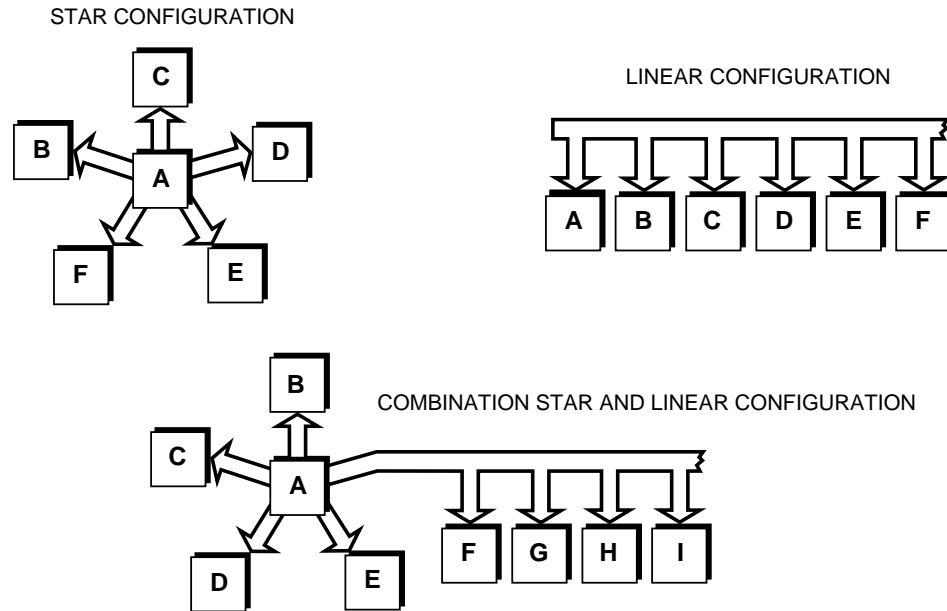 STAR CONFIGURATION
C
B
D
A
F
E
LINEAR CONFIGURATION
A B C D E F
COMBINATION STAR AND LINEAR CONFIGURATION
B
C
A
D
E
F G H I